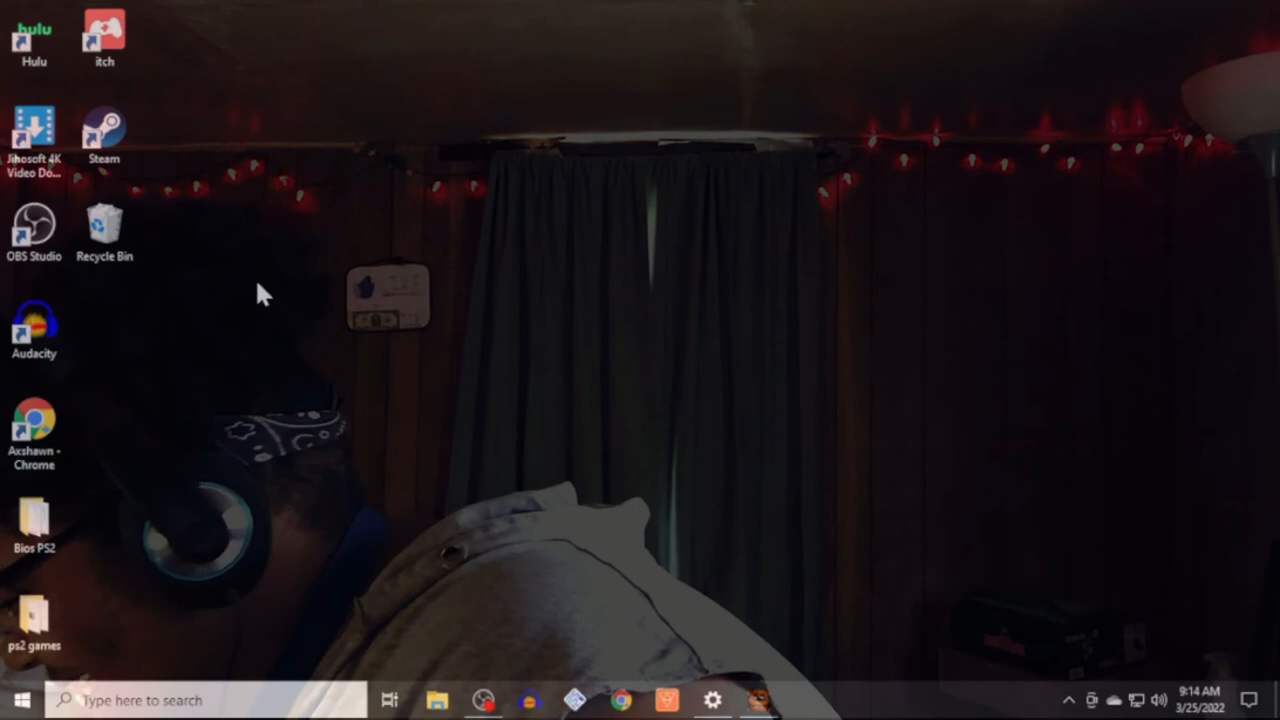 hulu
Hulu
itch
Jihosoft 4K
Video Do...
Steam
OBS Studio
Recycle Bin
Audacity
Axshawn -
Chrome
Bios PS2
ps2 games
Type here to search
9:14 AM
3/25/2022